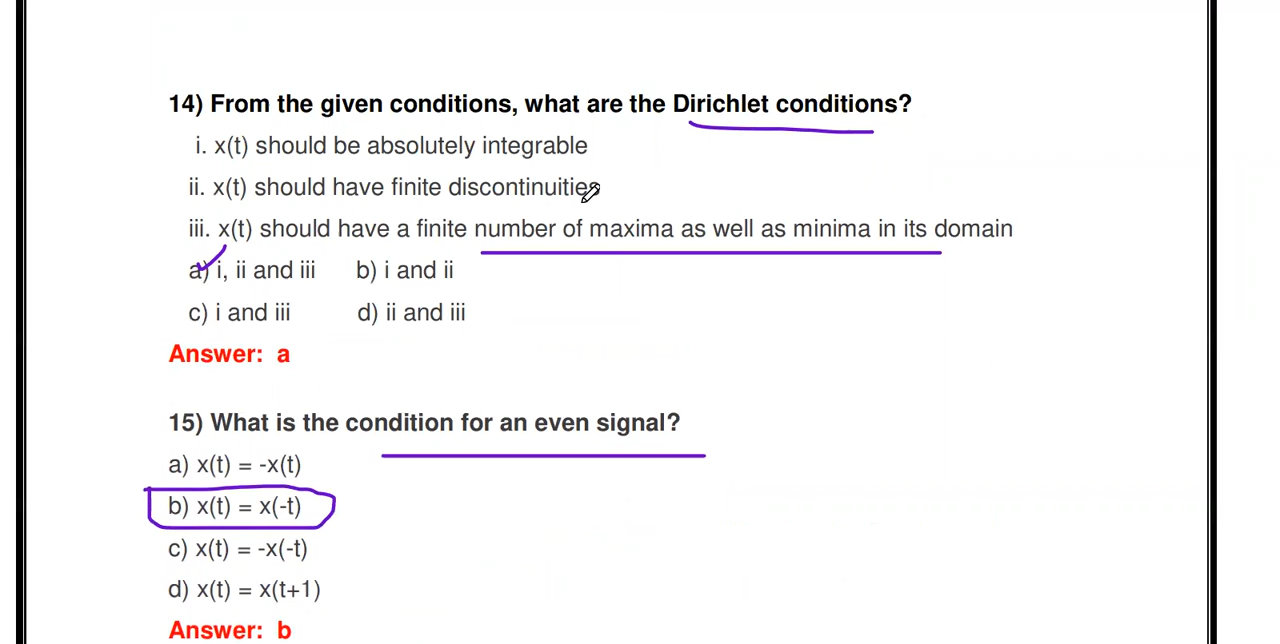 14) From the given conditions, what are the Dirichlet conditions?
i. x(t) should be absolutely integrable
ii. x(t) should have finite discontinuities
iii. x(t) should have a finite number of maxima as well as minima in its domain
a) i, ii and iii b) i and ii
c) i and iii d) ii and iii
Answer: a
15) What is the condition for an even signal?
a) x(t) = -x(t)
b) x(t) = x(-t)
c) x(t) = -x(-t)
d) x(t) = x(t+1)
Answer: b